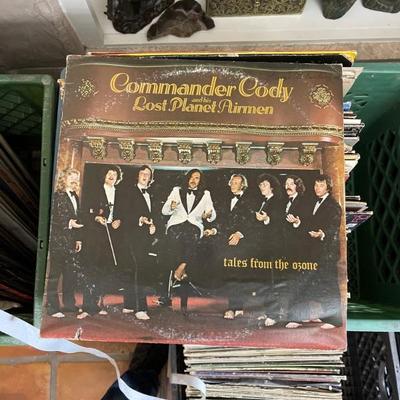 Commander Cody
and his
Lost Planet Airmen
tales from the ozone